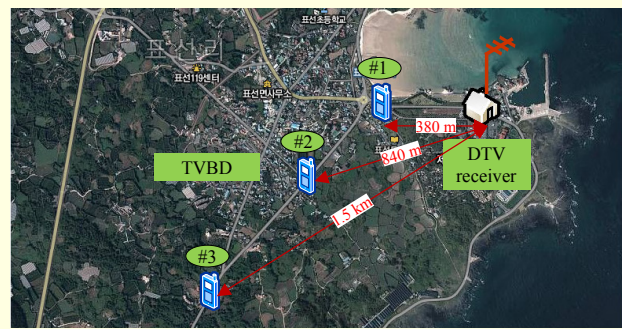 표선초등학교
표선리
표선119센터
표선면사무소
#1
380 m
#2
840 m
TVBD
DTV
receiver
1.5 km
#3